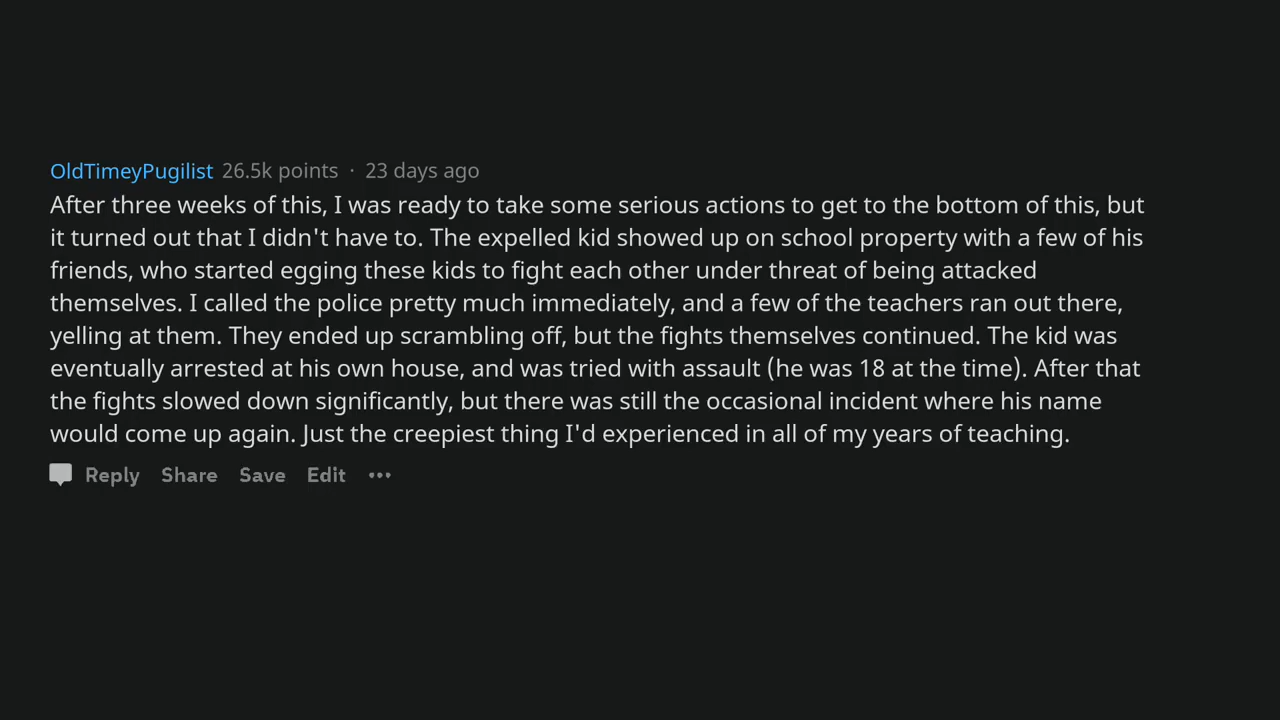 OldTimeyPugilist 26.5k points · 23 days ago
After three weeks of this, I was ready to take some serious actions to get to the bottom of this, but
it turned out that I didn't have to. The expelled kid showed up on school property with a few of his
friends, who started egging these kids to fight each other under threat of being attacked
themselves. I called the police pretty much immediately, and a few of the teachers ran out there,
yelling at them. They ended up scrambling off, but the fights themselves continued. The kid was
eventually arrested at his own house, and was tried with assault (he was 18 at the time). After that
the fights slowed down significantly, but there was still the occasional incident where his name
would come up again. Just the creepiest thing I'd experienced in all of my years of teaching.
Reply Share Save Edit •••